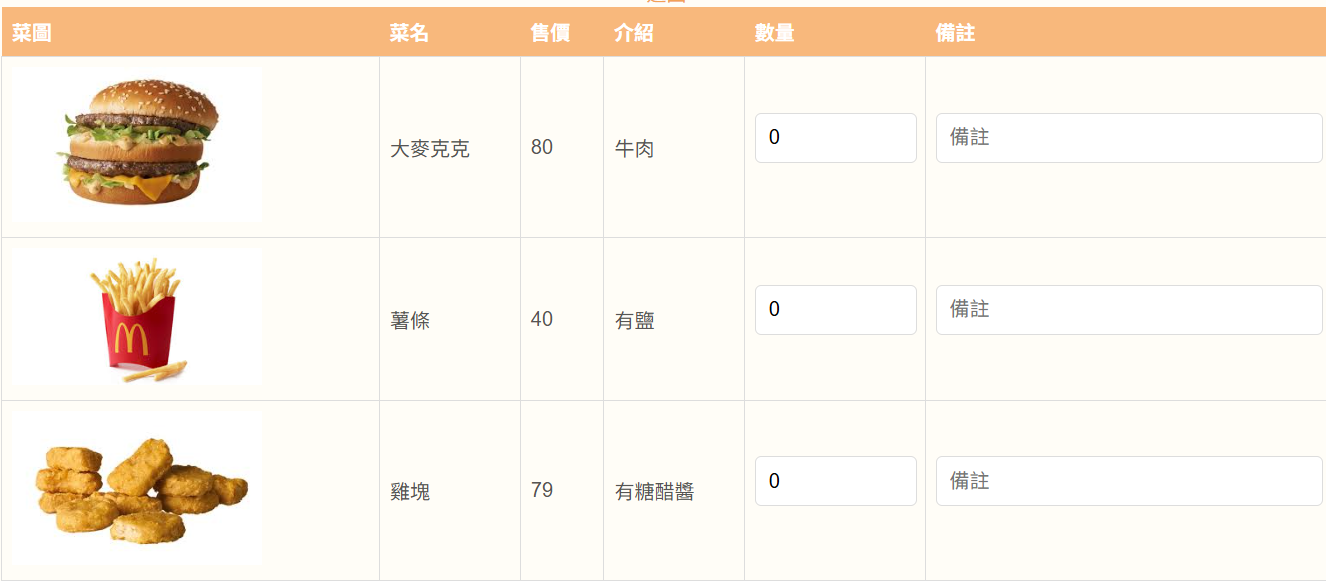 菜圖 菜名 售價 介紹 數量 備註
大麥克克 80 牛肉 0 備註
薯條 40 有鹽 0 備註
雞塊 79 有糖醋醬 0 備註